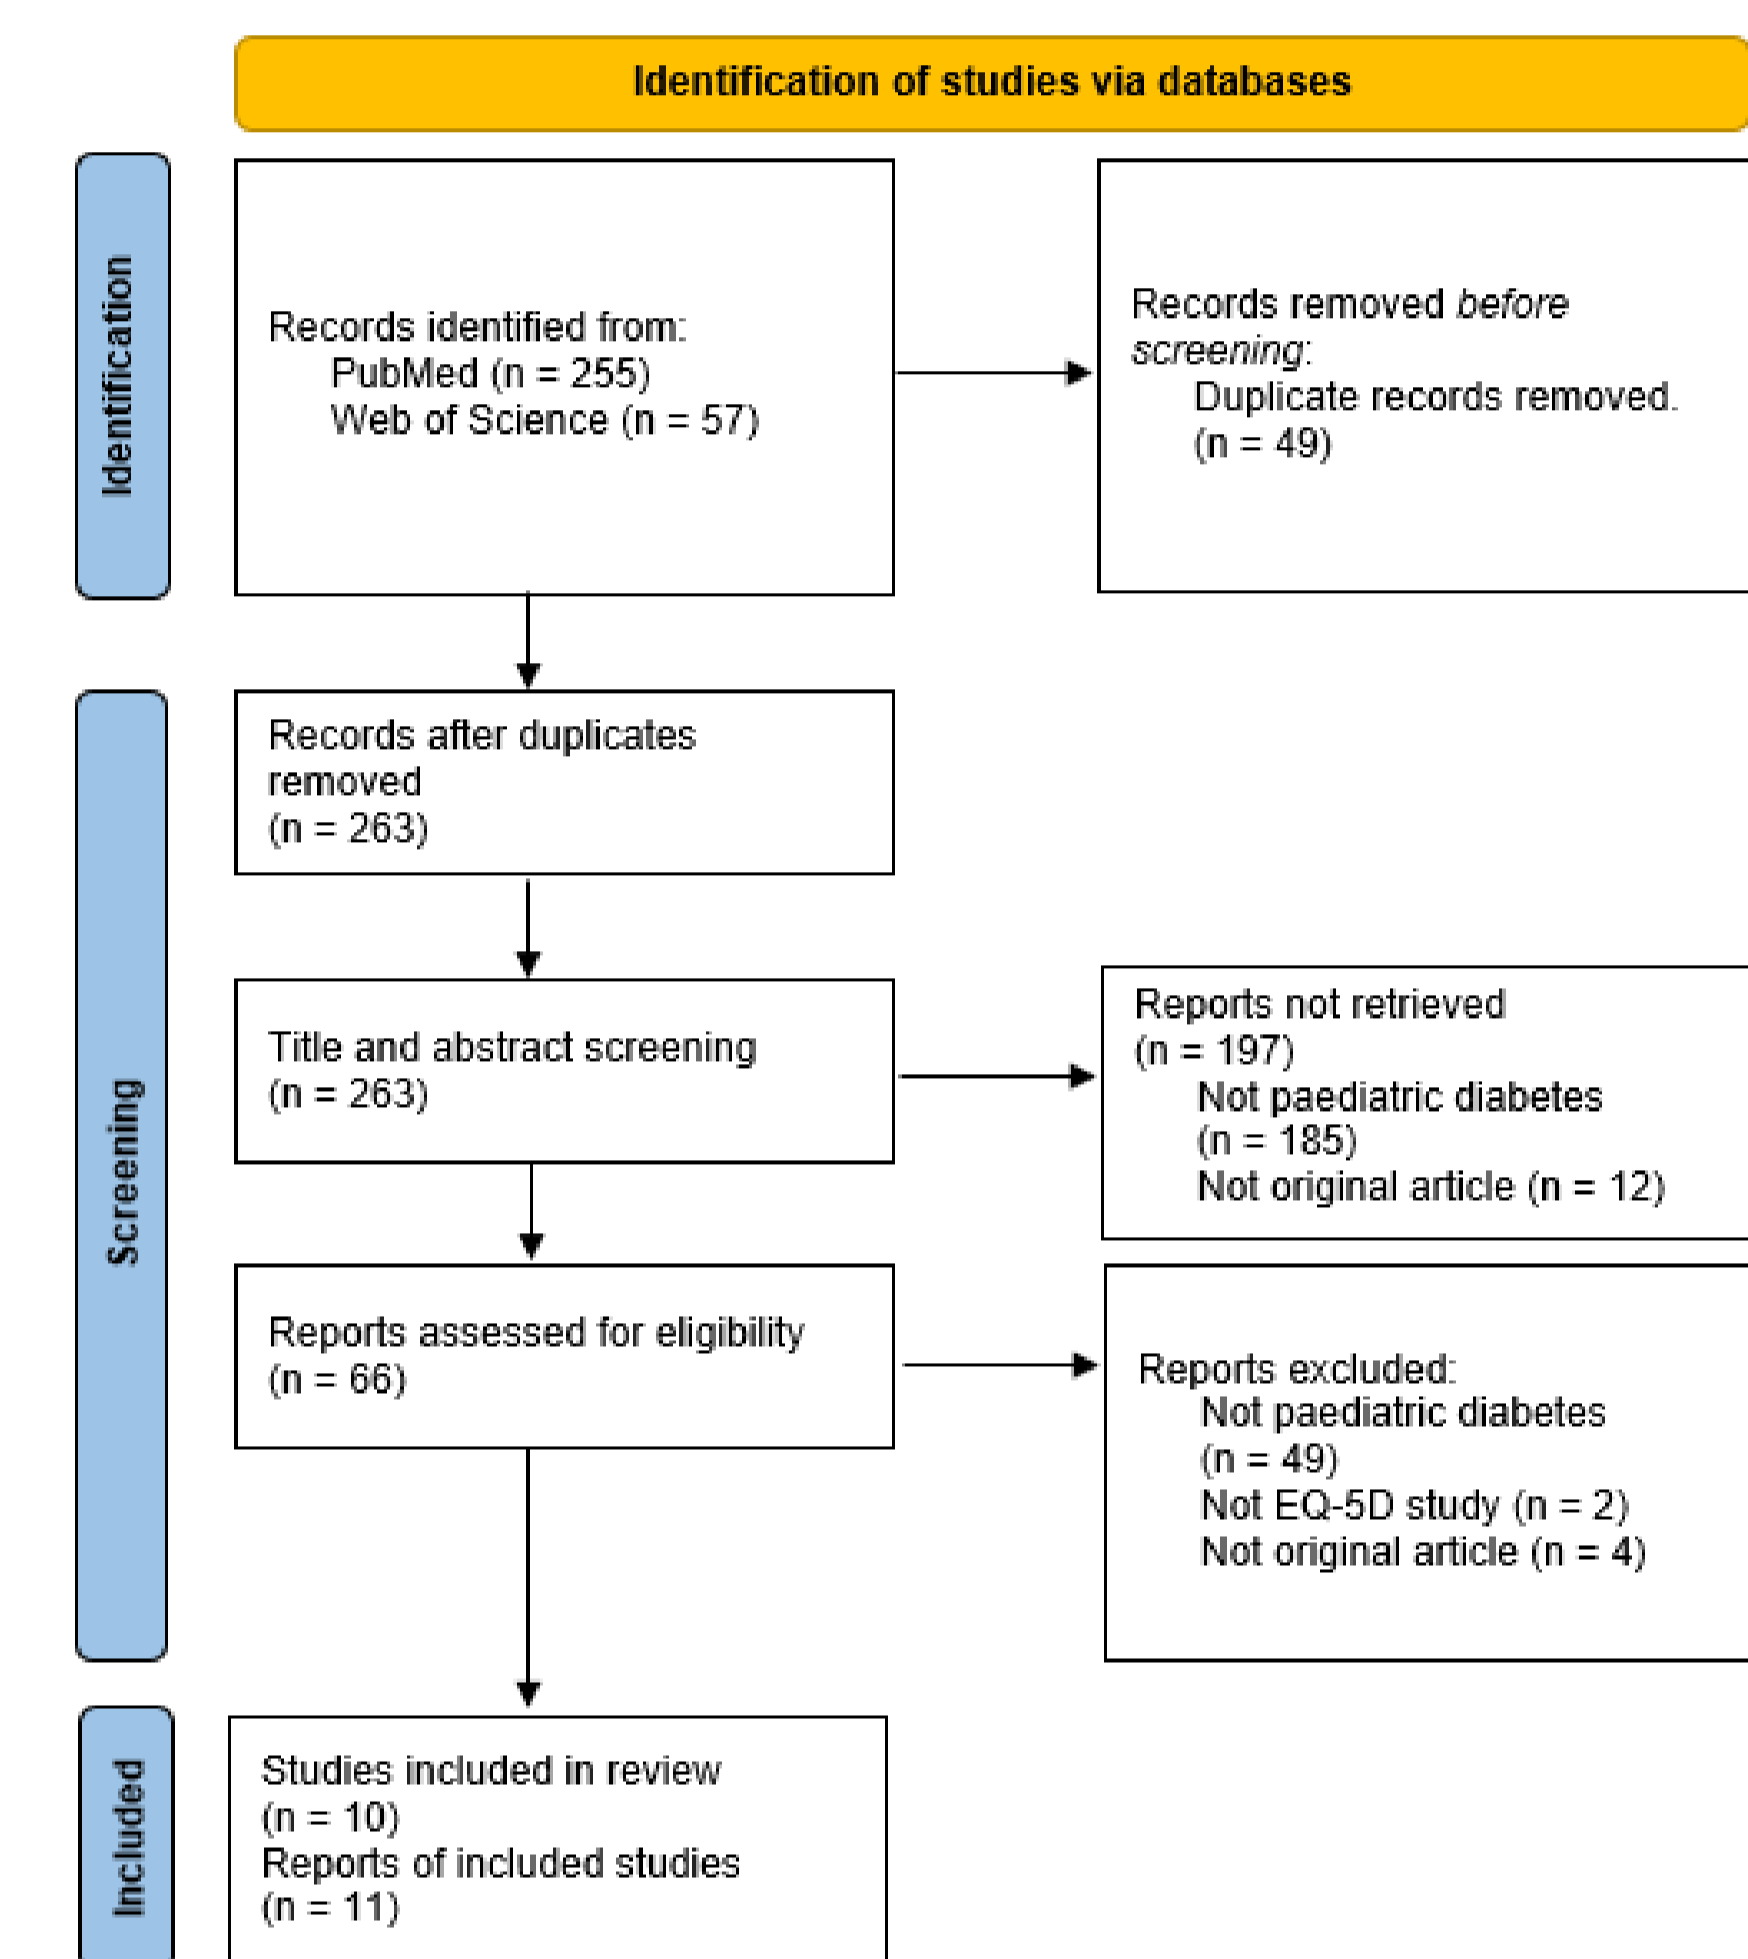 Identification of studies via databases
Identification
Records identified from:
PubMed (n = 255)
Web of Science (n = 57)
Records removed before
screening:
Duplicate records removed.
(n = 49)
Screening
Records after duplicates
removed
(n = 263)
Title and abstract screening
(n = 263)
Reports not retrieved
(n = 197)
Not paediatric diabetes
(n = 185)
Not original article (n = 12)
Reports assessed for eligibility
(n = 66)
Reports excluded:
Not paediatric diabetes
(n = 49)
Not EQ-5D study (n = 2)
Not original article (n = 4)
Included
Studies included in review
(n = 10)
Reports of included studies
(n = 11)